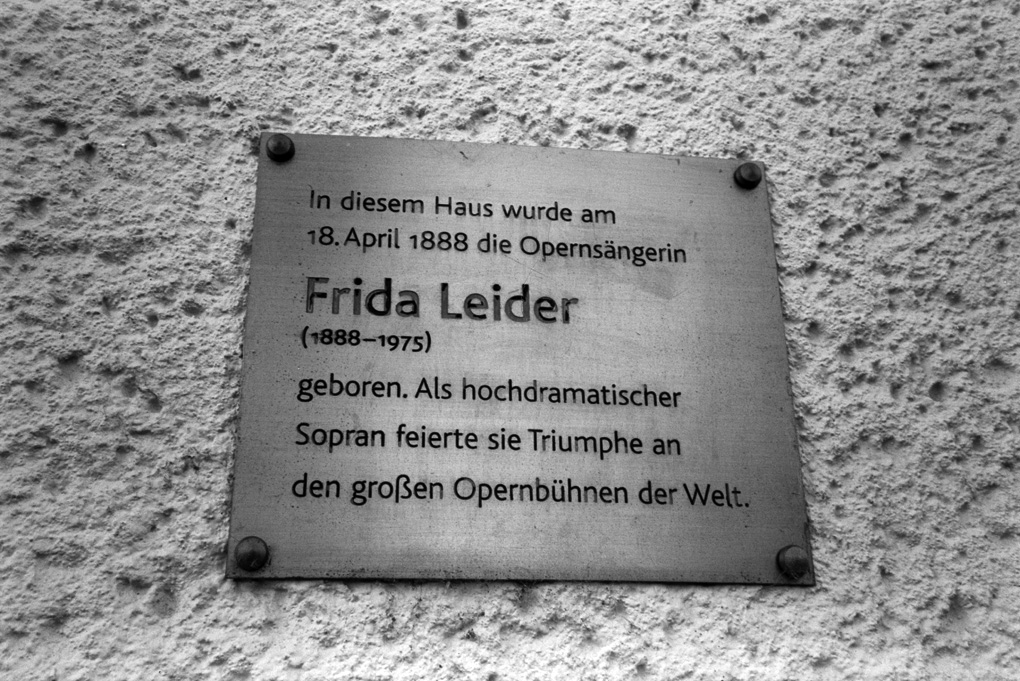 In diesem Haus wurde am
18. April 1888 die Opernsängerin
Frida Leider
(1888–1975)
geboren. Als hochdramatischer
Sopran feierte sie Triumphe an
den großen Opernbühnen der Welt.